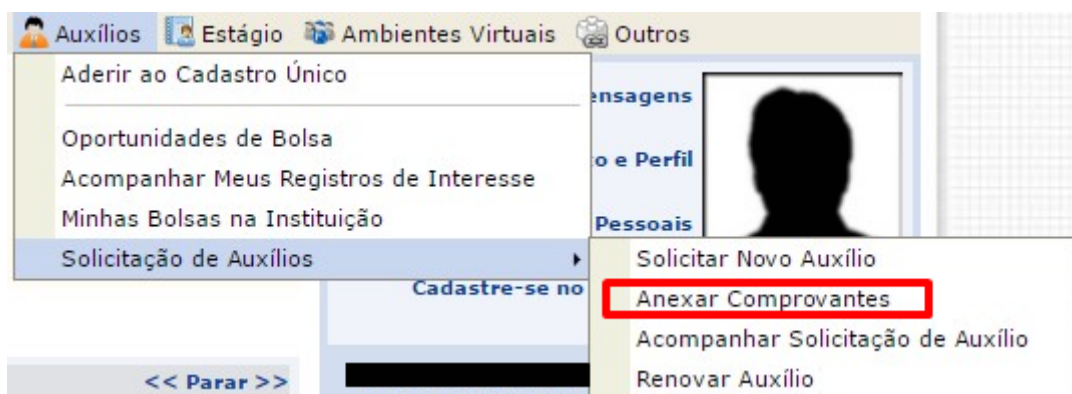 Auxílios Estágio Ambientes Virtuais Outros
Aderir ao Cadastro Único
ensagens
Oportunidades de Bolsa
o e Perfil
Acompanhar Meus Registros de Interesse
Minhas Bolsas na Instituição
Pessoais
Solicitação de Auxílios
Solicitar Novo Auxílio
Cadastre-se no
Anexar Comprovantes
Acompanhar Solicitação de Auxílio
<< Parar >>
Renovar Auxílio